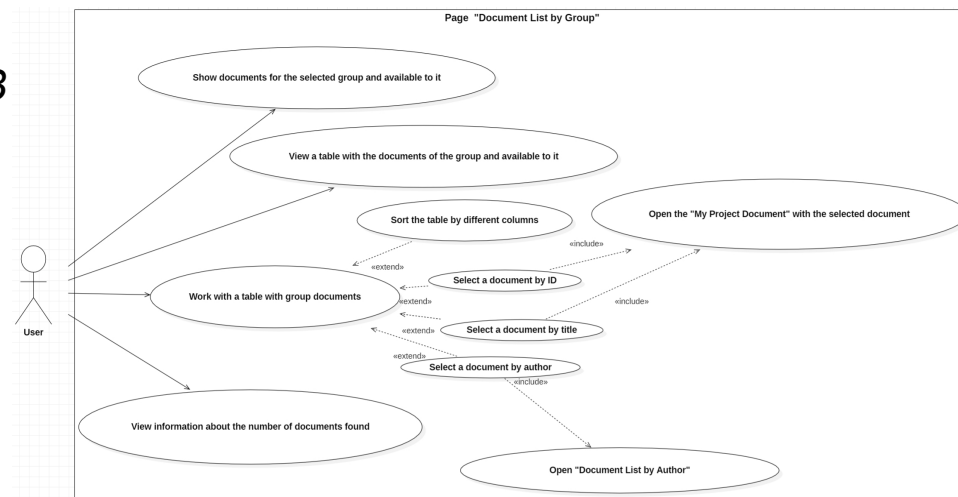 Page "Document List by Group"
3
Show documents for the selected group and available to it
View a table with the documents of the group and available to it
Sort the table by different columns
Open the "My Project Document" with the selected document
«include»
«extend»
Select a document by ID
Work with a table with group documents
«extend»
«include»
Select a document by title
User
«extend»
«extend»
Select a document by author
«include»
View information about the number of documents found
Open "Document List by Author"